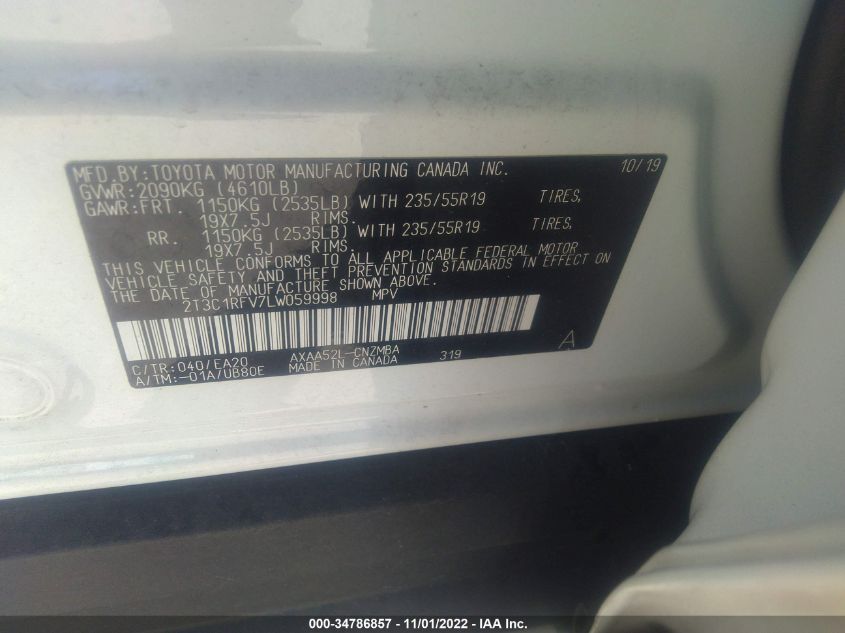 MFD.BY:TOYOTA MOTOR MANUFACTURING CANADA INC. 10/19
GVWR:2090KG (4610LB)
GAWR:FRT. 1150KG (2535LB) WITH 235/55R19 TIRES,
19X7.5J RIMS.
RR. 1150KG (2535LB) WITH 235/55R19 TIRES,
19X7.5J RIMS.
THIS VEHICLE CONFORMS TO ALL APPLICABLE FEDERAL MOTOR
VEHICLE SAFETY AND THEFT PREVENTION STANDARDS IN EFFECT ON
THE DATE OF MANUFACTURE SHOWN ABOVE.
2T3C1RFV7LW059998 MPV
C/TR:040/EA20 AXAA52L-CNZMBA 319 A
A/TM:-01A/UB80E MADE IN CANADA
000-34786857 - 11/01/2022 - IAA Inc.